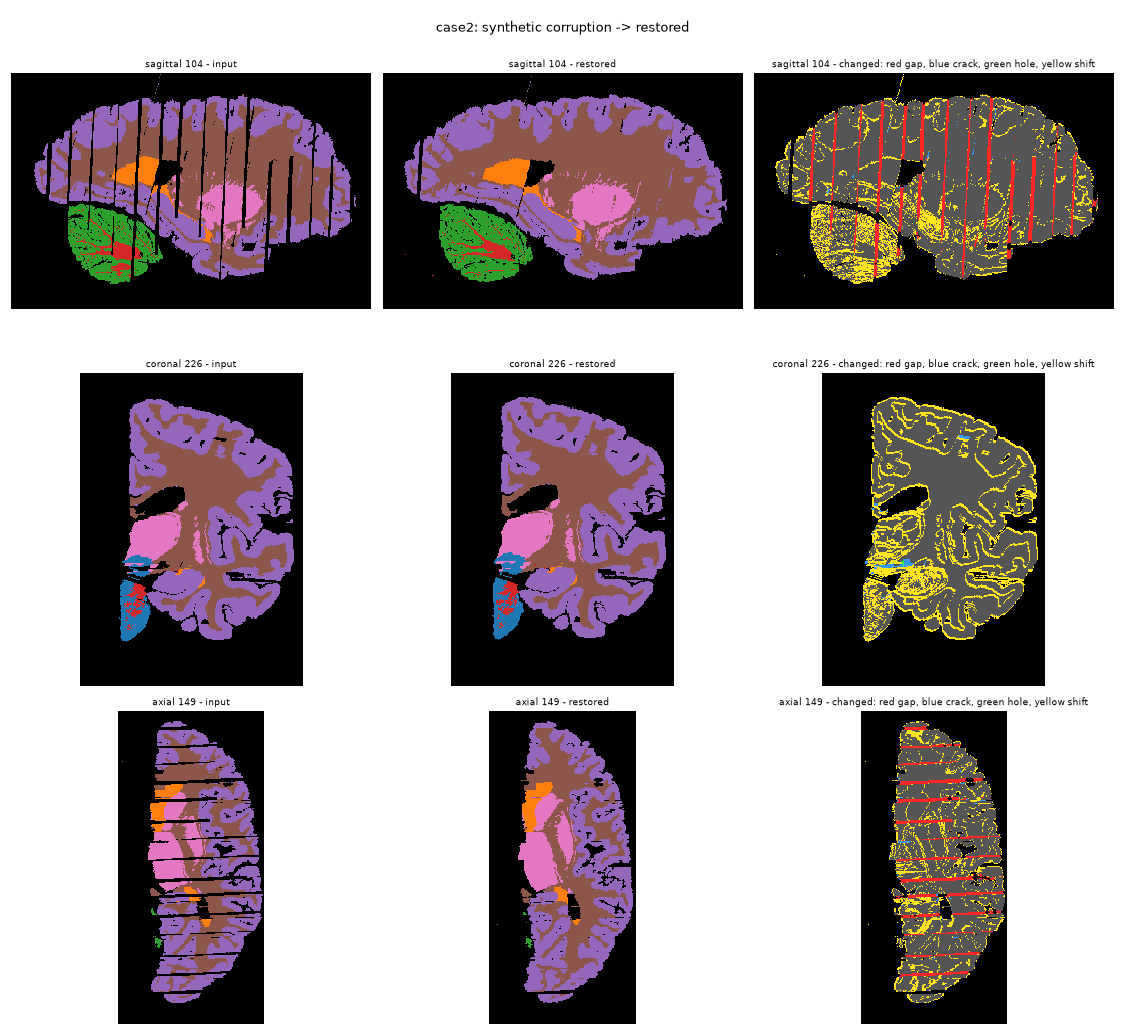 case2: synthetic corruption -> restored
sagittal 104 - input
sagittal 104 - restored
sagittal 104 - changed: red gap, blue crack, green hole, yellow shift
coronal 226 - input
coronal 226 - restored
coronal 226 - changed: red gap, blue crack, green hole, yellow shift
axial 149 - input
axial 149 - restored
axial 149 - changed: red gap, blue crack, green hole, yellow shift